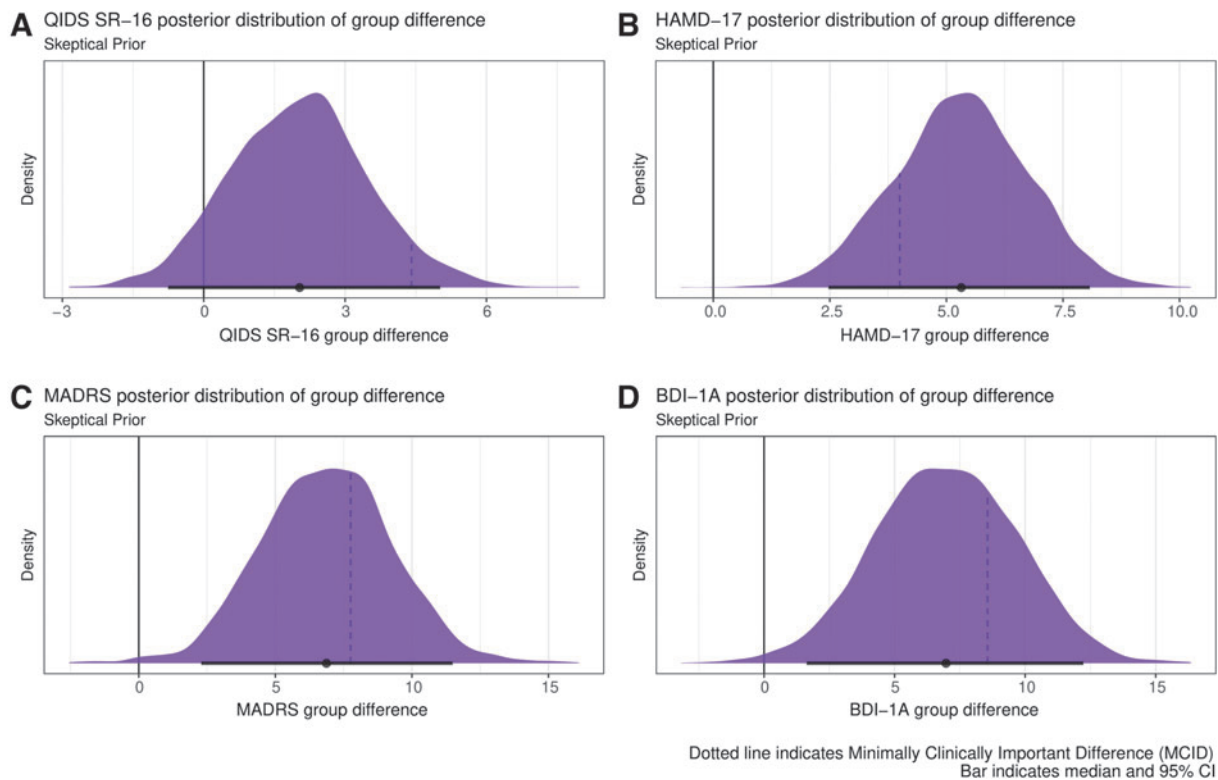 A QIDS SR−16 posterior distribution of group difference
Skeptical Prior
Density
−3 0 3 6
QIDS SR−16 group difference
B HAMD−17 posterior distribution of group difference
Skeptical Prior
Density
0.0 2.5 5.0 7.5 10.0
HAMD−17 group difference
C MADRS posterior distribution of group difference
Skeptical Prior
Density
0 5 10 15
MADRS group difference
D BDI−1A posterior distribution of group difference
Skeptical Prior
Density
0 5 10 15
BDI−1A group difference
Dotted line indicates Minimally Clinically Important Difference (MCID)
Bar indicates median and 95% CI